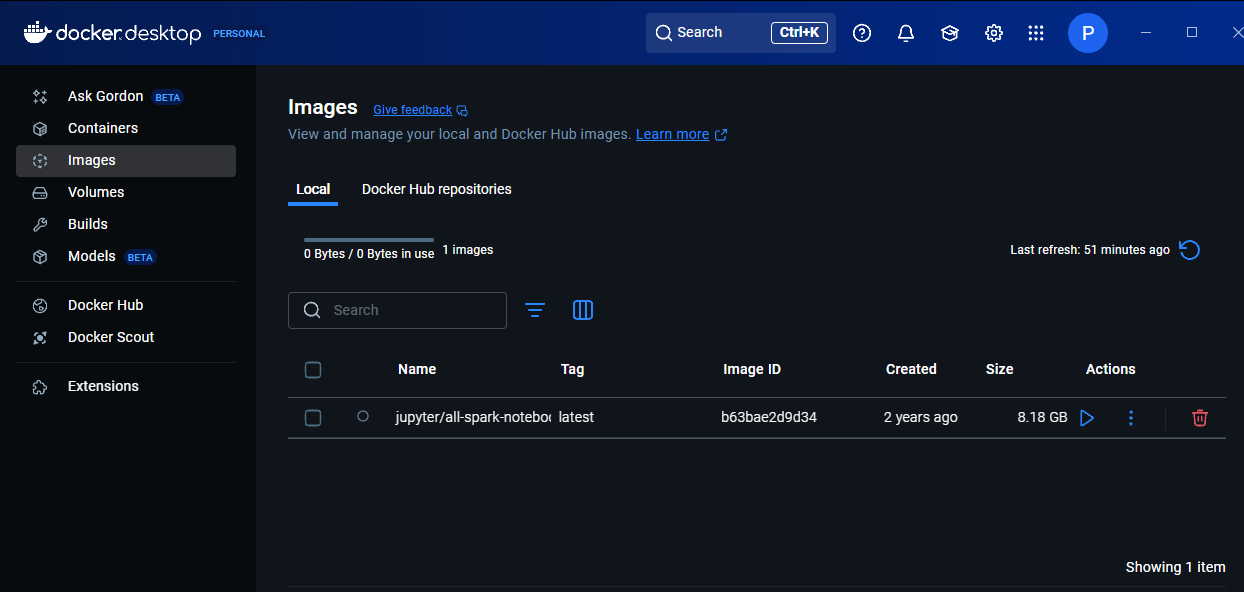 docker desktop PERSONAL Search Ctrl+K P
Ask Gordon BETA
Containers
Images
Volumes
Builds
Models BETA
Docker Hub
Docker Scout
Extensions
Images Give feedback
View and manage your local and Docker Hub images. Learn more
Local Docker Hub repositories
0 Bytes / 0 Bytes in use 1 images Last refresh: 51 minutes ago
Search
Name Tag Image ID Created Size Actions
jupyter/all-spark-noteboo latest b63bae2d9d34 2 years ago 8.18 GB
Showing 1 item